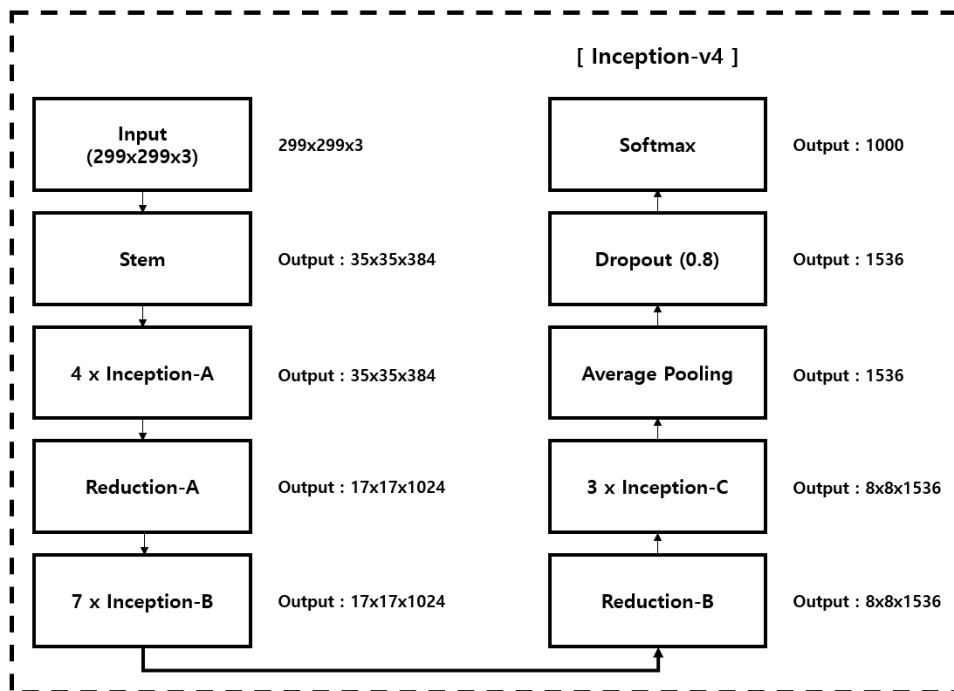 [ Inception-v4 ]
Input
(299x299x3)
299x299x3
Stem
Output : 35x35x384
4 x Inception-A
Output : 35x35x384
Reduction-A
Output : 17x17x1024
7 x Inception-B
Output : 17x17x1024
Softmax
Output : 1000
Dropout (0.8)
Output : 1536
Average Pooling
Output : 1536
3 x Inception-C
Output : 8x8x1536
Reduction-B
Output : 8x8x1536